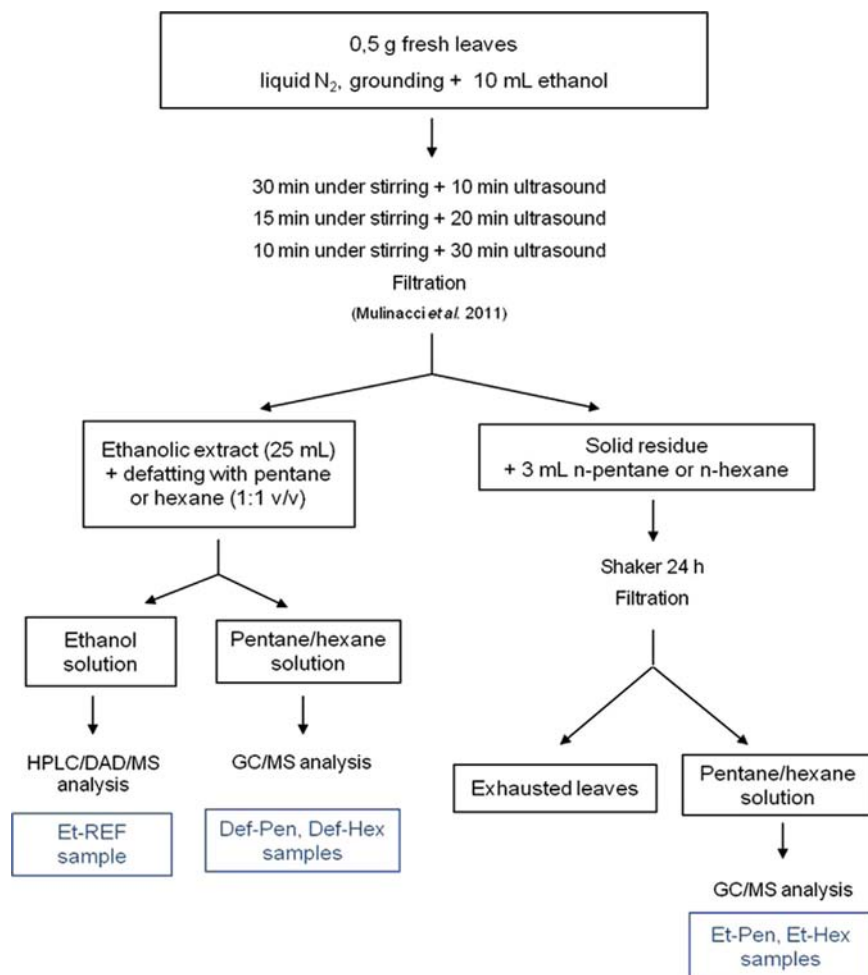 0,5 g fresh leaves
liquid N₂, grounding + 10 mL ethanol
30 min under stirring + 10 min ultrasound
15 min under stirring + 20 min ultrasound
10 min under stirring + 30 min ultrasound
Filtration
(Mulinacci et al. 2011)
Ethanolic extract (25 mL)
+ defatting with pentane
or hexane (1:1 v/v)
Solid residue
+ 3 mL n-pentane or n-hexane
Shaker 24 h
Filtration
Ethanol
solution
Pentane/hexane
solution
HPLC/DAD/MS
analysis
GC/MS analysis
Et-REF
sample
Def-Pen, Def-Hex
samples
Exhausted leaves
Pentane/hexane
solution
GC/MS analysis
Et-Pen, Et-Hex
samples